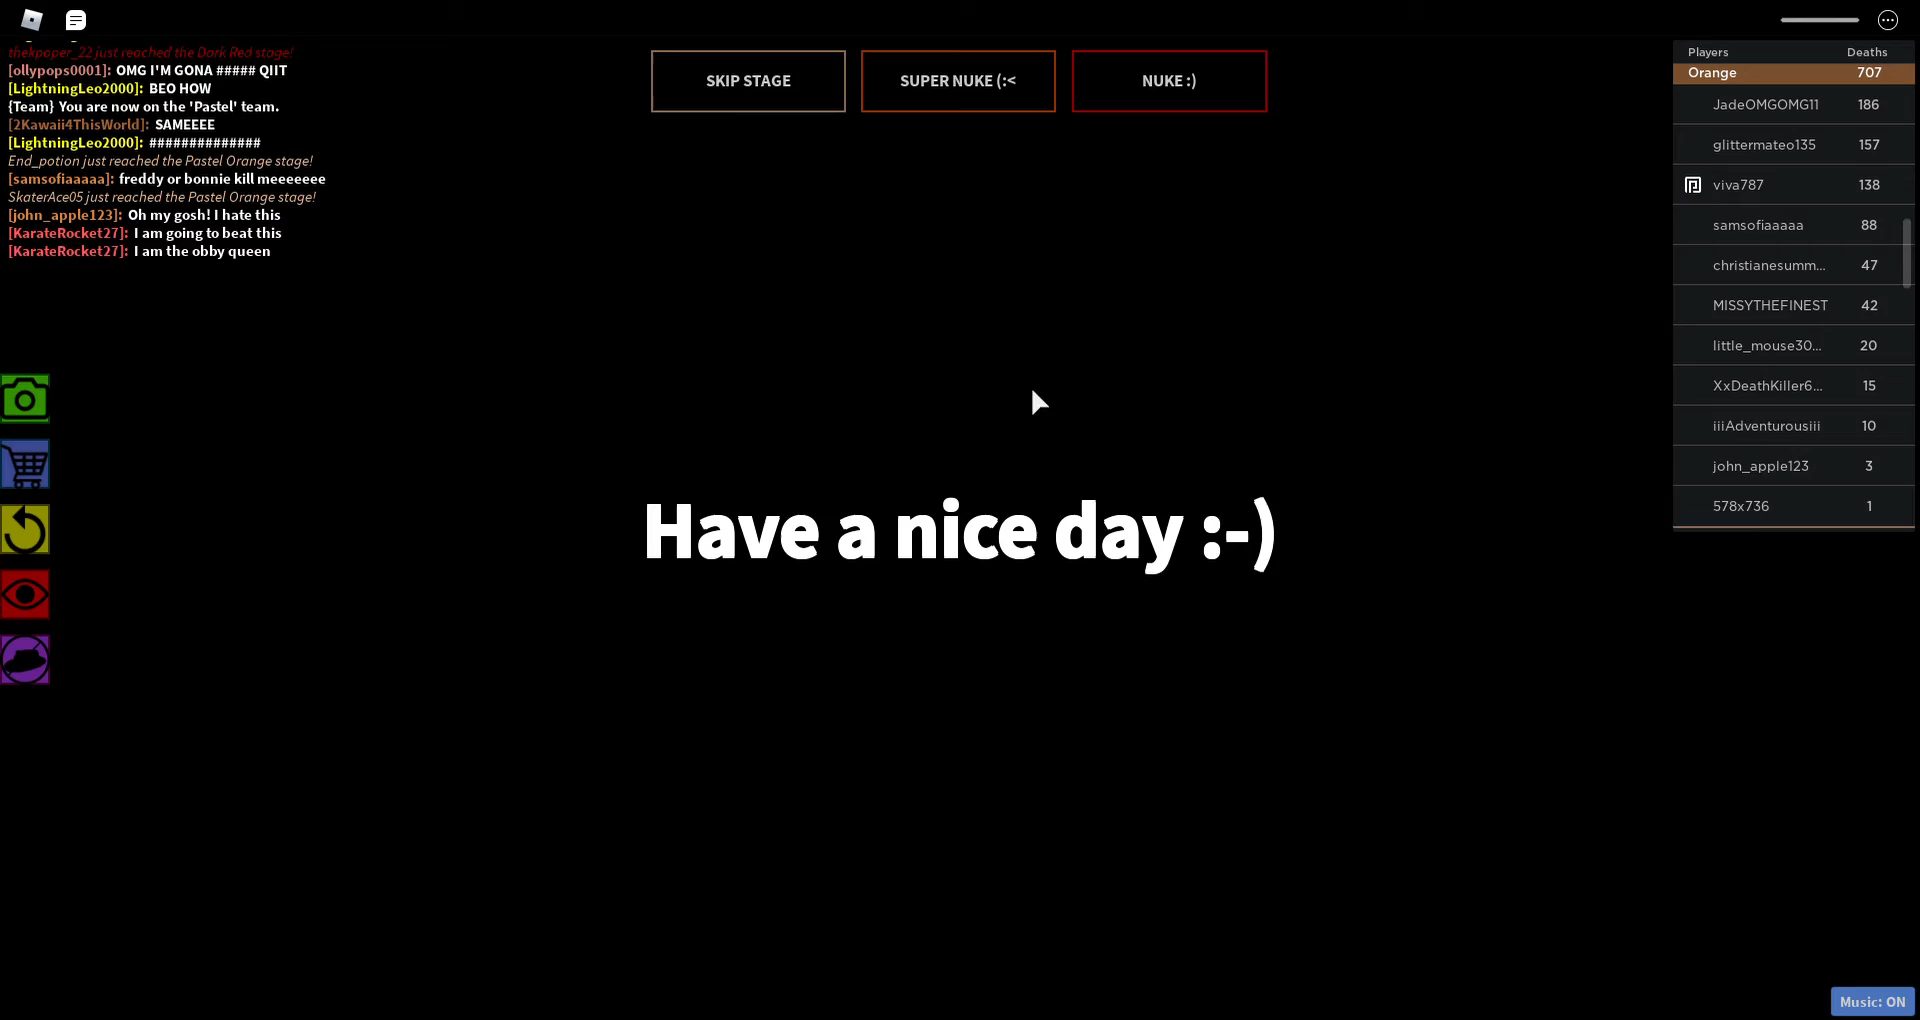 thekpoper_22 just reached the Dark Red stage!
[ollypops0001]: OMG I'M GONA ##### QIIT
[LightningLeo2000]: BEO HOW
{Team} You are now on the 'Pastel' team.
[2Kawaii4ThisWorld]: SAMEEEE
[LightningLeo2000]: ##############
End_potion just reached the Pastel Orange stage!
[samsofiaaaaa]: freddy or bonnie kill meeeeeee
SkaterAce05 just reached the Pastel Orange stage!
[john_apple123]: Oh my gosh! I hate this
[KarateRocket27]: I am going to beat this
[KarateRocket27]: I am the obby queen
SKIP STAGE
SUPER NUKE (:<
NUKE :)
Players Deaths
Orange 707
JadeOMGOMG11 186
glittermateo135 157
viva787 138
samsofiaaaaa 88
christianesumm... 47
MISSYTHEFINEST 42
little_mouse30... 20
XxDeathKiller6... 15
iiiAdventurousiii 10
john_apple123 3
578x736 1
Have a nice day :-)
Music: ON